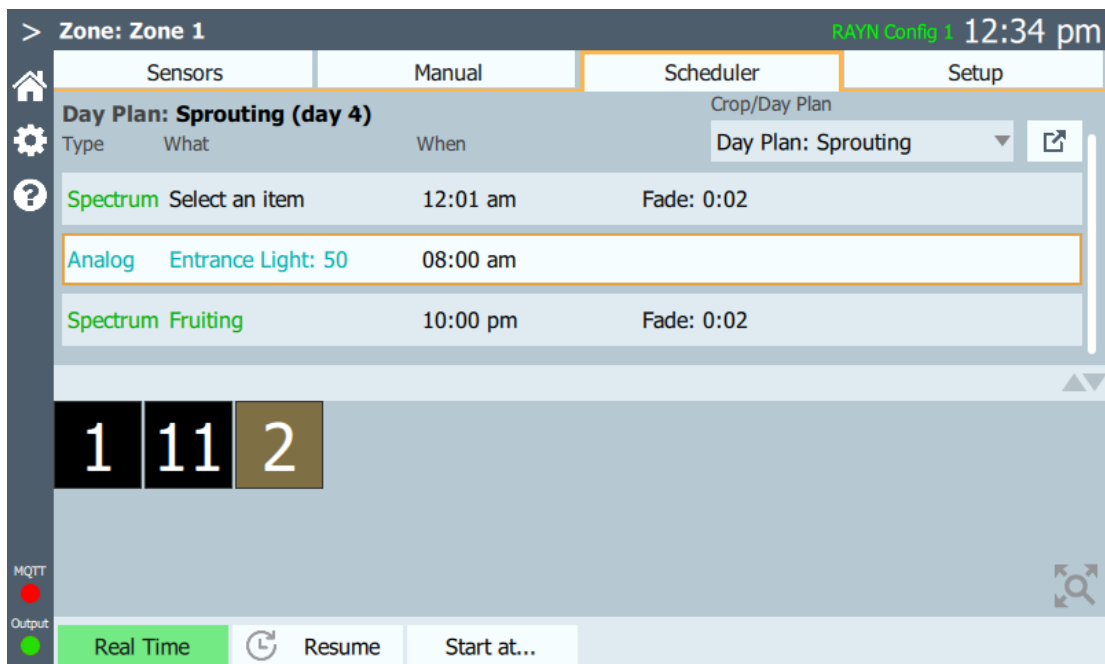 > Zone: Zone 1 RAYN Config 1 12:34 pm
Sensors Manual Scheduler Setup
Day Plan: Sprouting (day 4) Crop/Day Plan
Type What When Day Plan: Sprouting
Spectrum Select an item 12:01 am Fade: 0:02
Analog Entrance Light: 50 08:00 am
Spectrum Fruiting 10:00 pm Fade: 0:02
1 11 2
MQTT
Output
Real Time Resume Start at...